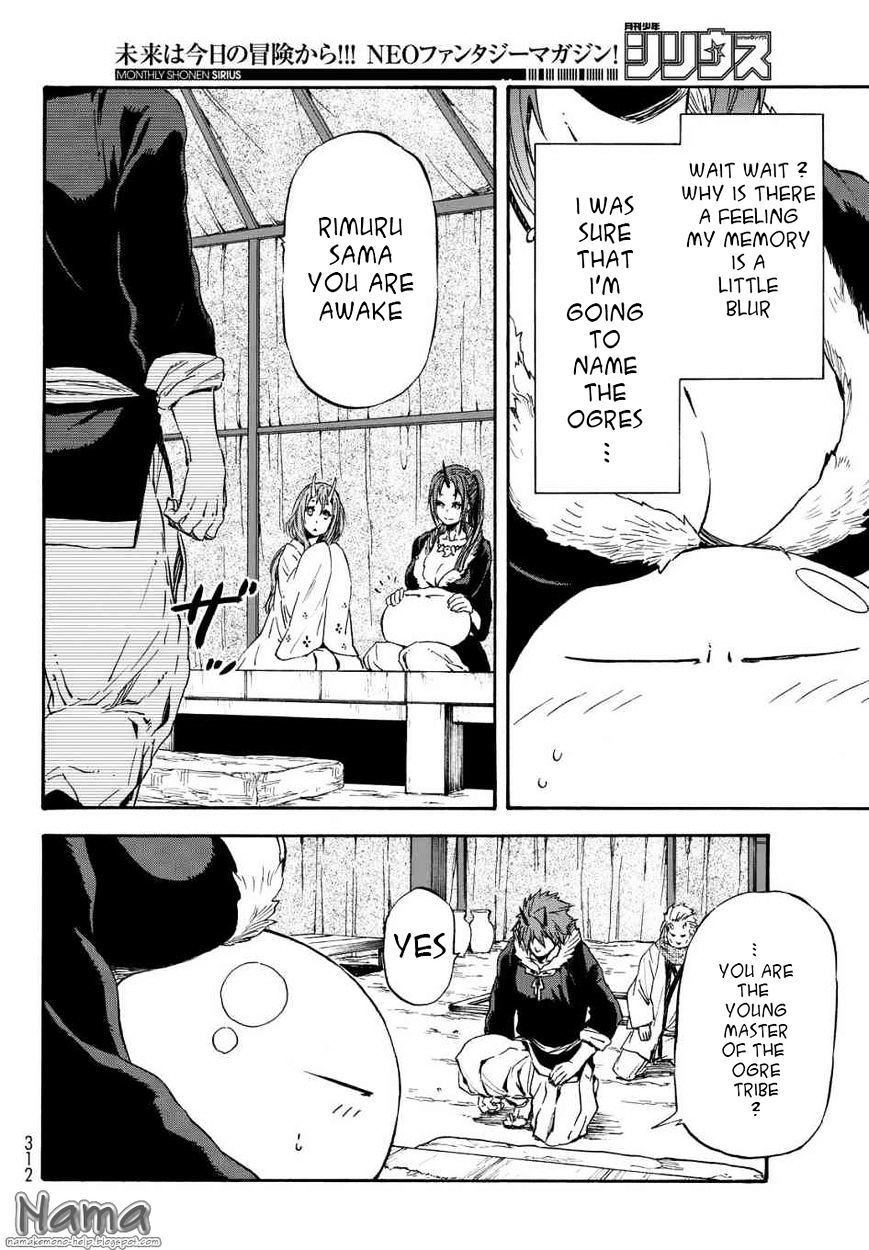 未来は今日の冒険から!!! NEOファンタジーマガジン!
月刊少年
シリウス
MONTHLY SHONEN SIRIUS
WAIT WAIT ?
WHY IS THERE
A FEELING
MY MEMORY
IS A
LITTLE
BLUR
I WAS
SURE
THAT
I'M
GOING
TO
NAME
THE
OGRES
...
RIMURU
SAMA
YOU ARE
AWAKE
ザッ
...
YOU ARE
THE
YOUNG
MASTER
OF THE
OGRE
TRIBE
?
YES
312
Nama
namakemono-help.blogspot.com